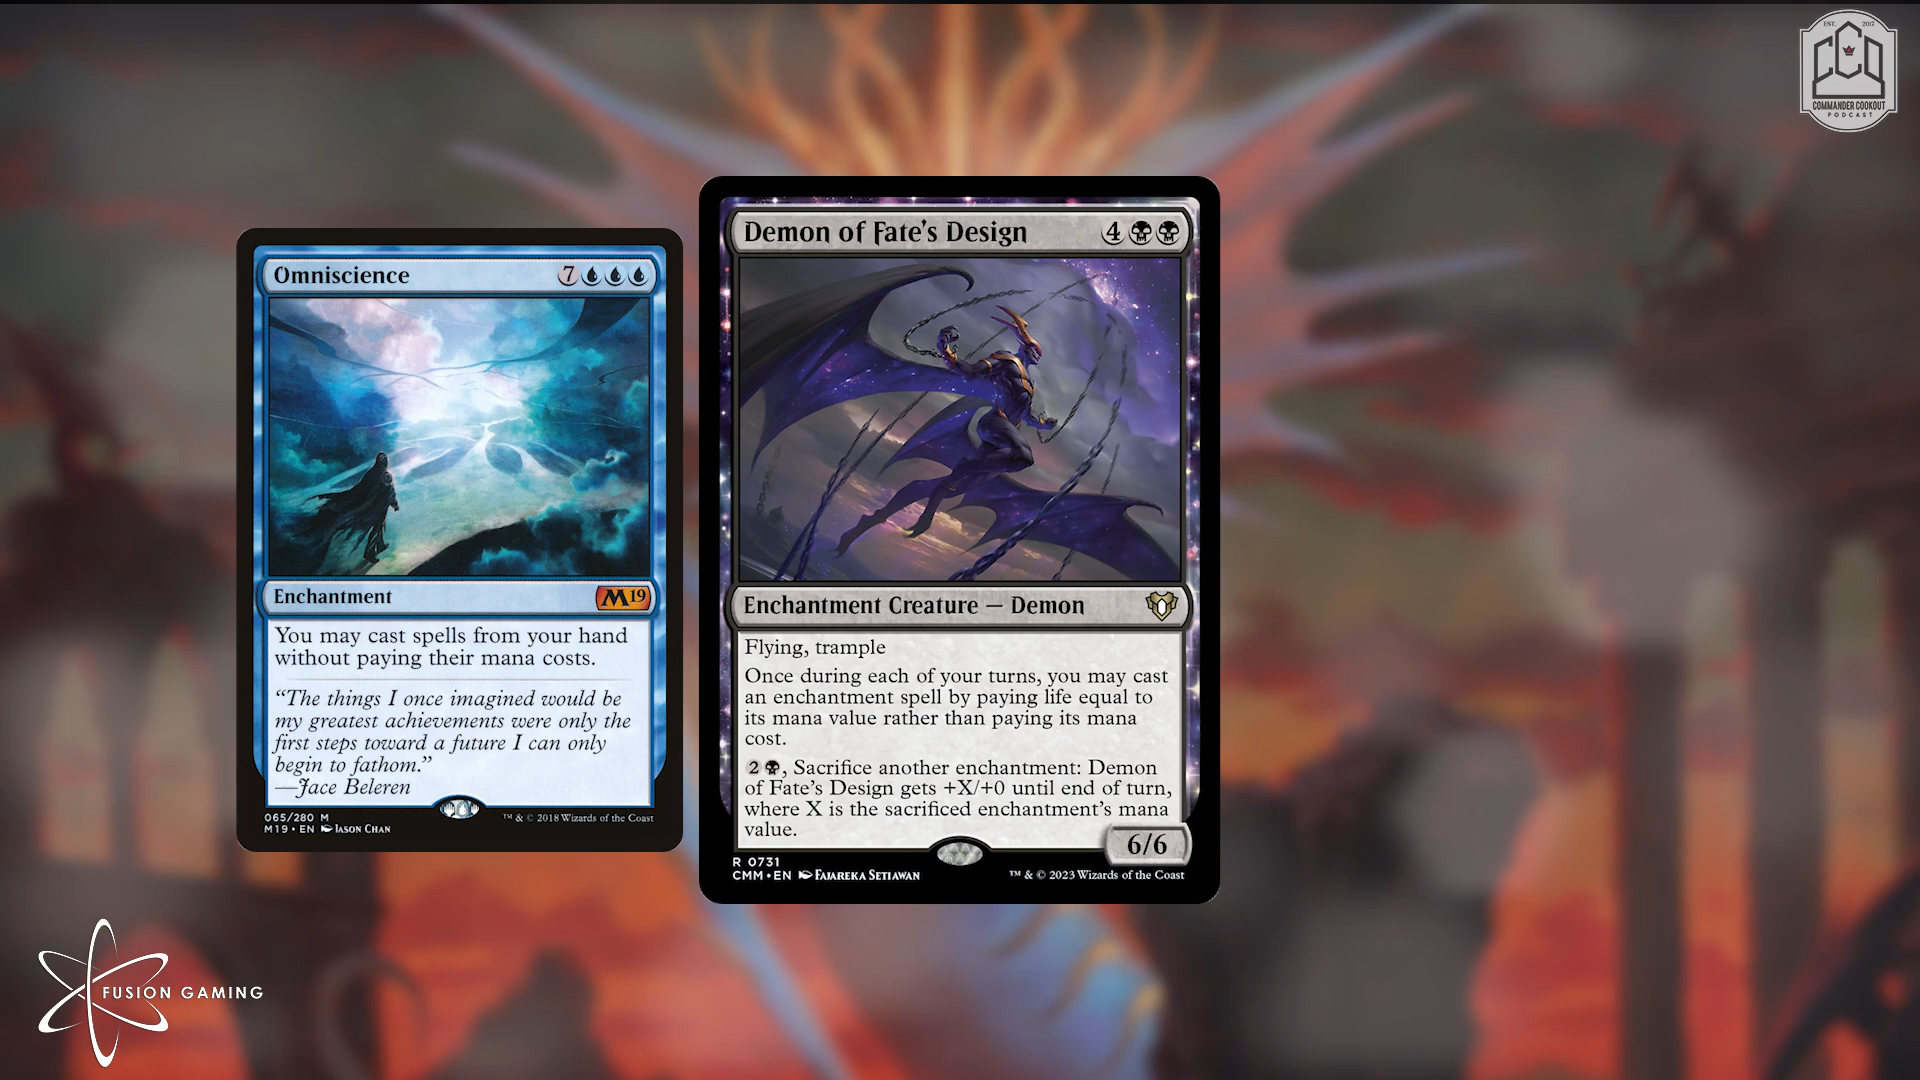 EST. 2017
CCO
COMMANDER COOKOUT
PODCAST
Omniscience 7
Enchantment M19
You may cast spells from your hand
without paying their mana costs.
“The things I once imagined would be
my greatest achievements were only the
first steps toward a future I can only
begin to fathom.”
—Jace Beleren
065/280 M
M19 • EN Jason Chan
™ & © 2018 Wizards of the Coast
Demon of Fate's Design 4
Enchantment Creature — Demon
Flying, trample
Once during each of your turns, you may cast
an enchantment spell by paying life equal to
its mana value rather than paying its mana
cost.
2, Sacrifice another enchantment: Demon
of Fate's Design gets +X/+0 until end of turn,
where X is the sacrificed enchantment's mana
value.
6/6
R 0731
CMM • EN Fajareka Setiawan
™ & © 2023 Wizards of the Coast
FUSION GAMING